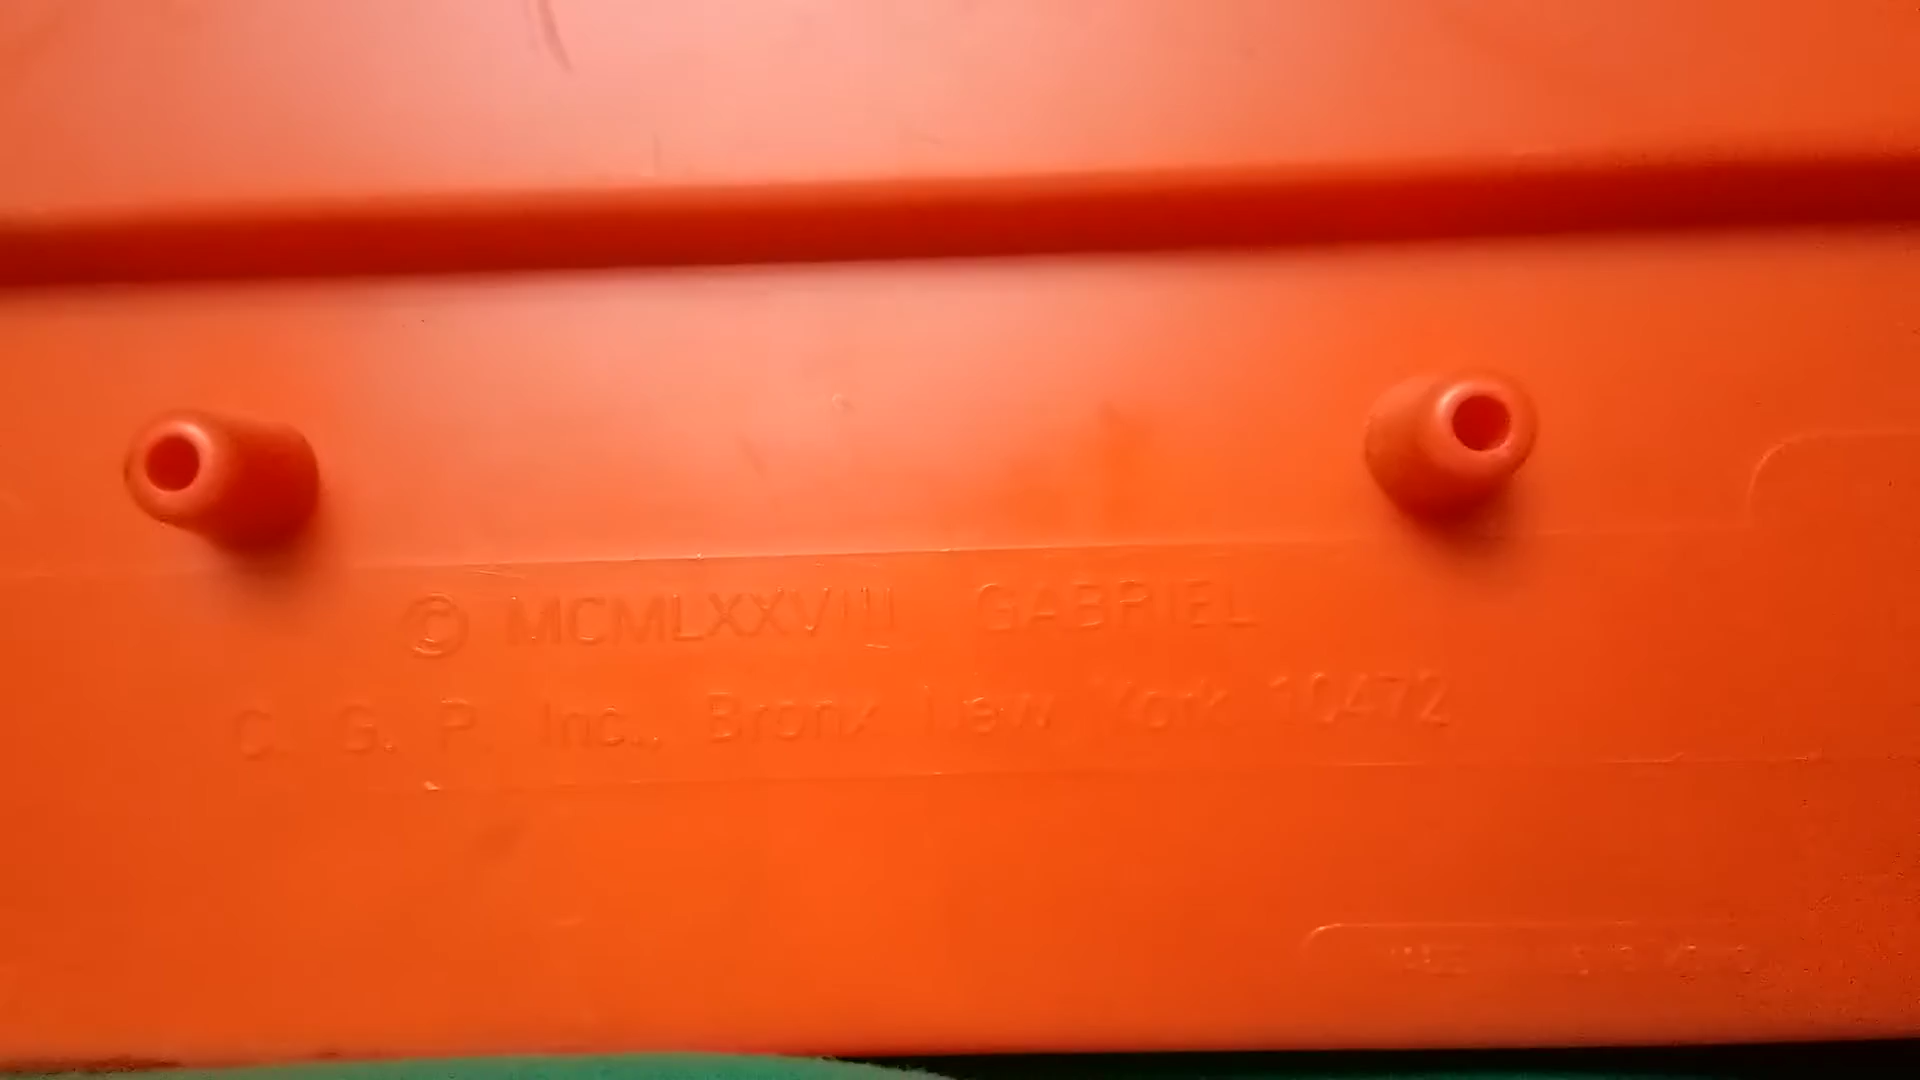 © MCMLXXVIII GABRIEL
C. G. P. Inc., Bronx New York 10472